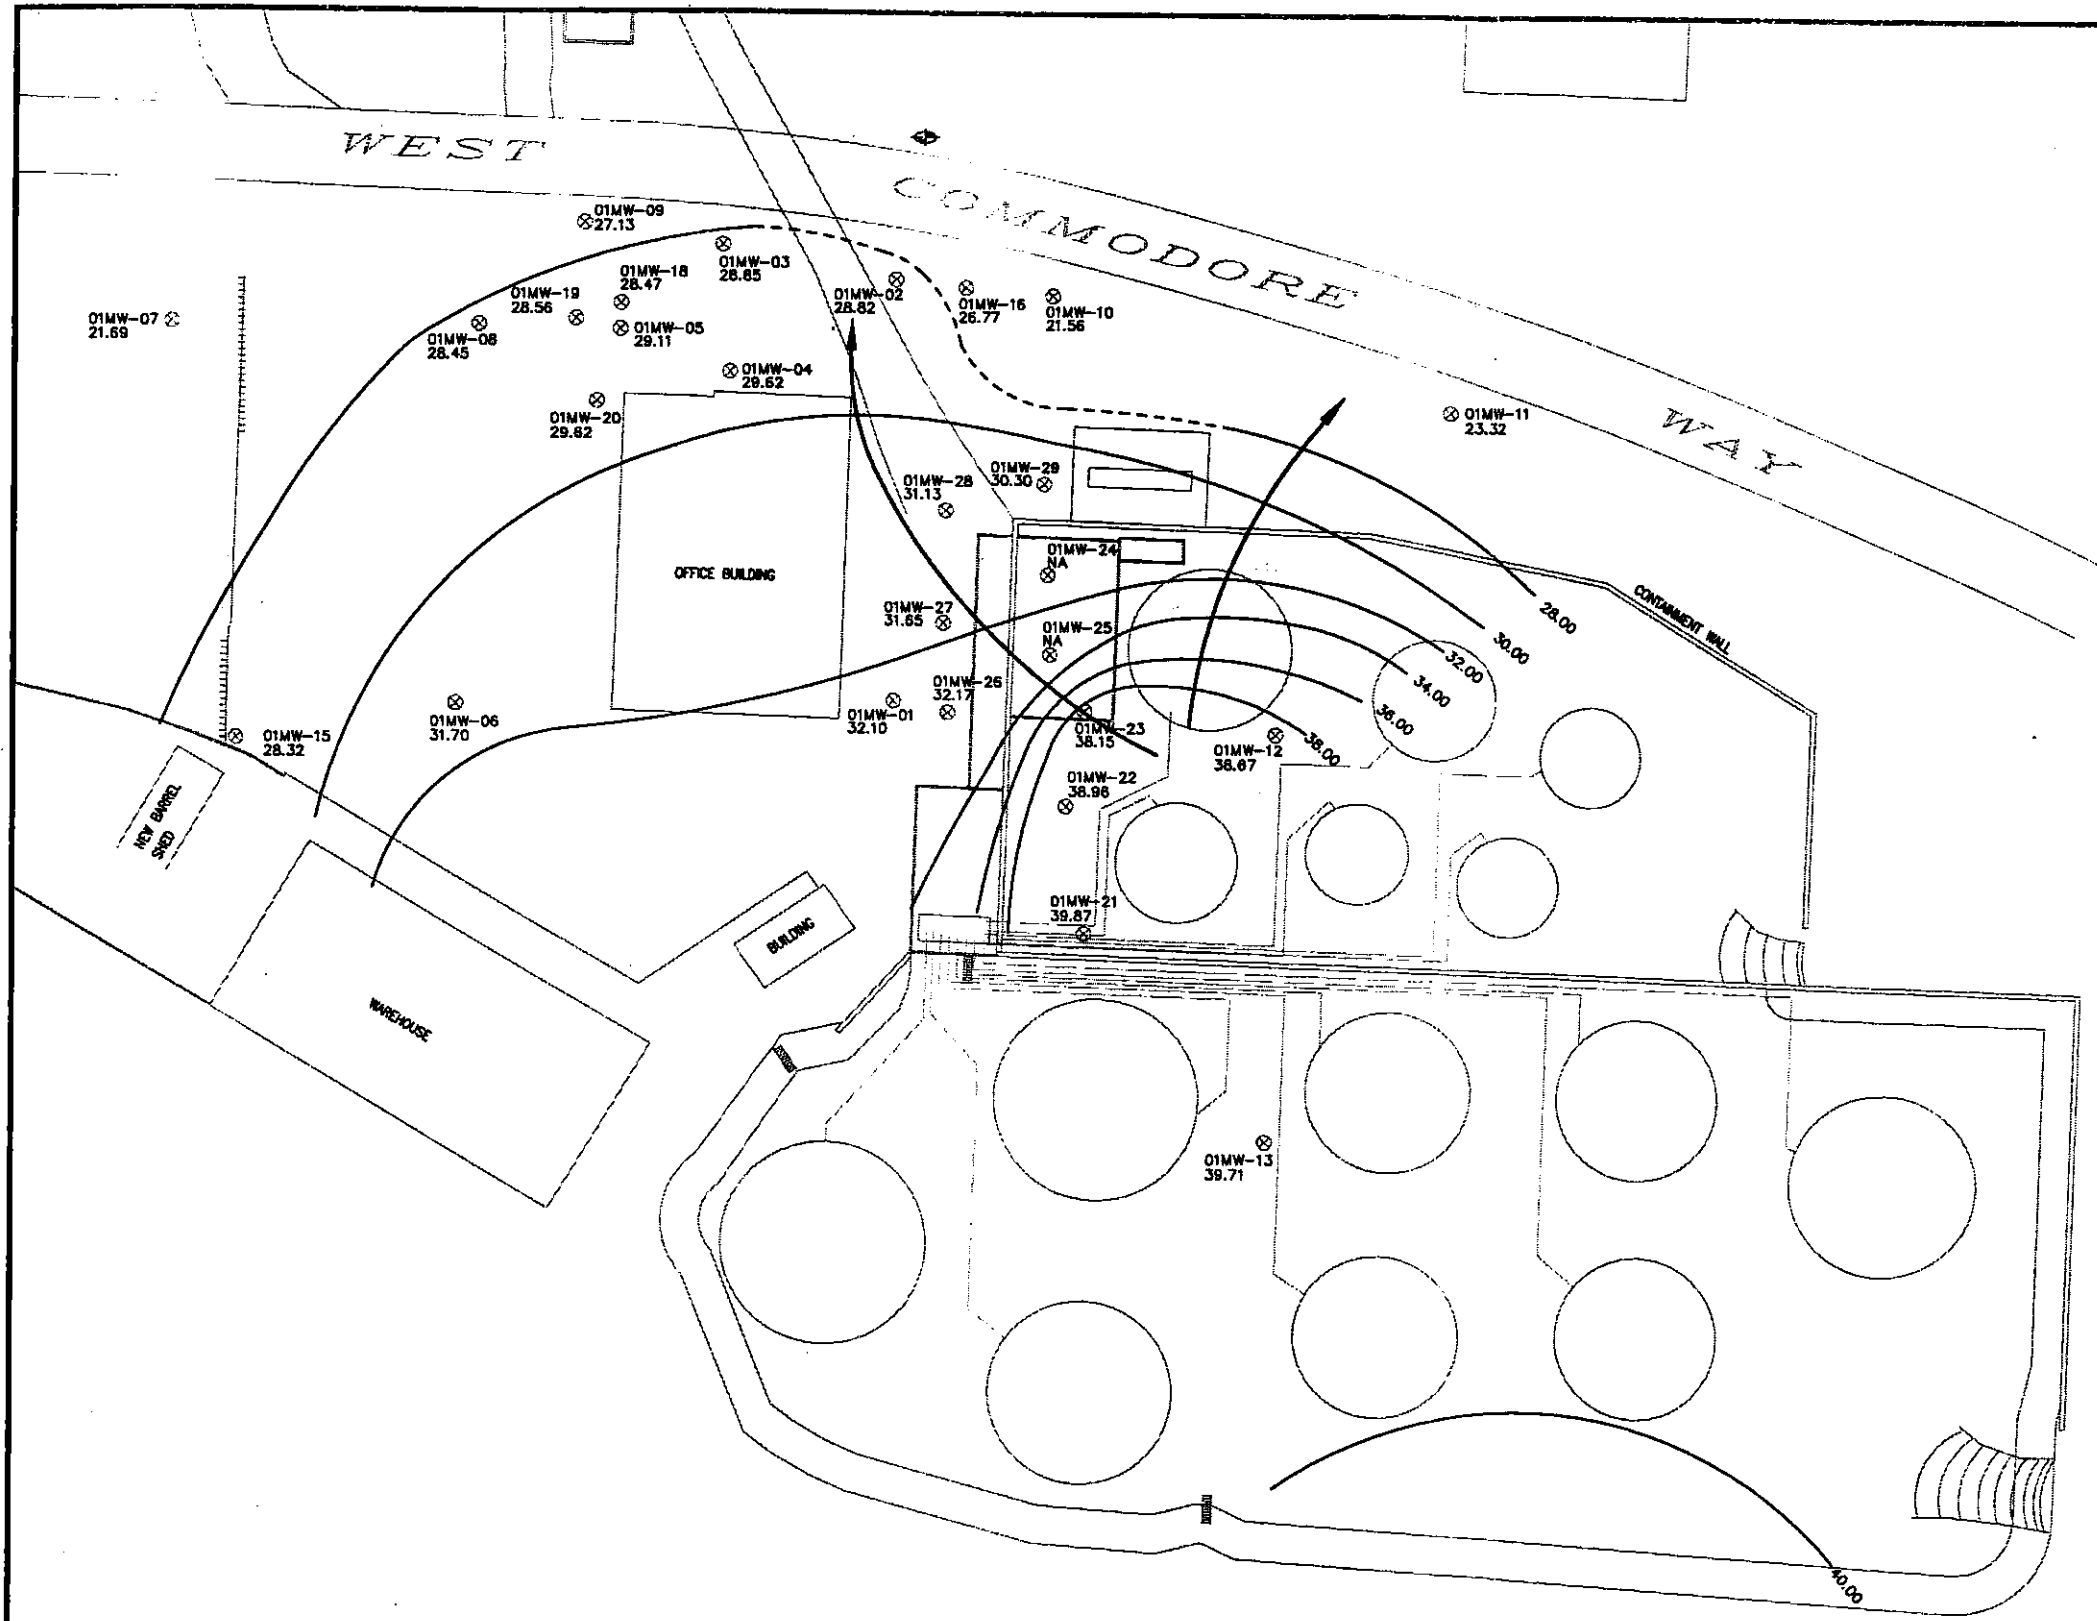 WEST
COMMODORE
WAY
01MW-09
27.13
01MW-03
28.85
01MW-18
28.47
01MW-19
28.56
01MW-02
28.82
01MW-16
26.77
01MW-10
21.56
01MW-07
21.69
01MW-08
28.45
01MW-05
29.11
01MW-04
29.62
01MW-20
29.82
01MW-11
23.32
01MW-29
30.30
01MW-28
31.13
01MW-24
NA
OFFICE BUILDING
01MW-27
31.65
01MW-25
NA
CONTAINMENT WALL
28.00
30.00
32.00
34.00
36.00
38.00
01MW-26
32.17
01MW-01
32.10
01MW-06
31.70
01MW-15
28.32
01MW-23
38.15
01MW-12
38.67
01MW-22
38.96
NEW BARREL
SHED
01MW-21
39.87
BUILDING
WAREHOUSE
01MW-13
39.71
40.00